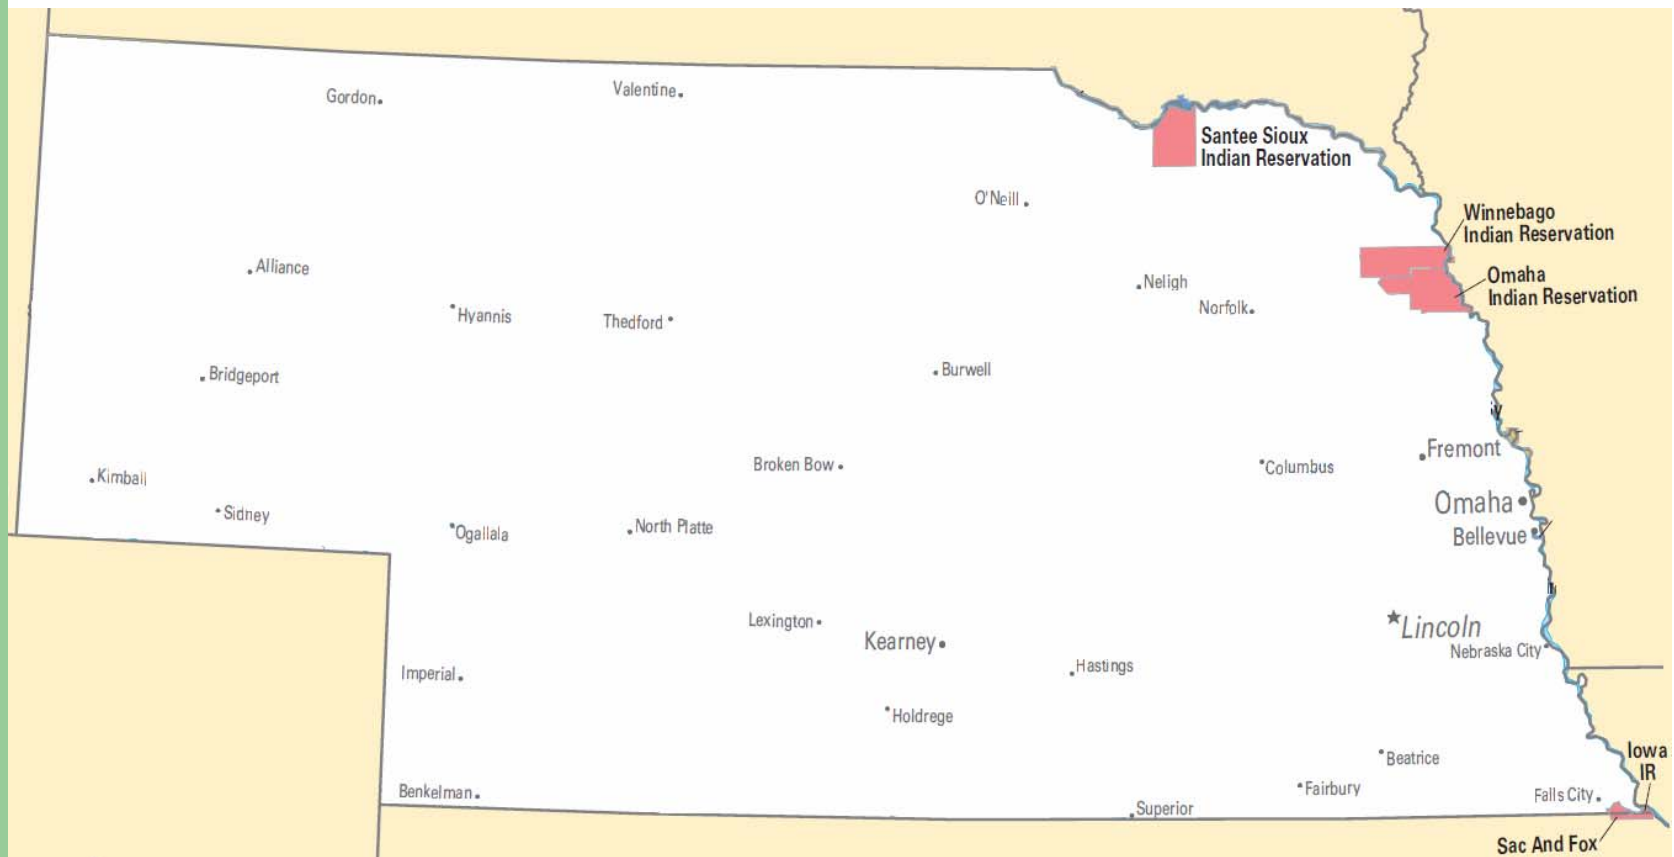 Gordon
Valentine
Santee Sioux
Indian Reservation
O'Neill
Winnebago
Indian Reservation
Alliance
Omaha
Indian Reservation
Neligh
Hyannis
Thedford
Norfolk
Bridgeport
Burwell
Fremont
Broken Bow
Columbus
Kimball
Omaha
Sidney
North Platte
Ogallala
Bellevue
Lexington
Lincoln
Kearney
Nebraska City
Hastings
Imperial
Holdrege
Iowa
IR
Beatrice
Fairbury
Benkelman
Falls City
Superior
Sac And Fox